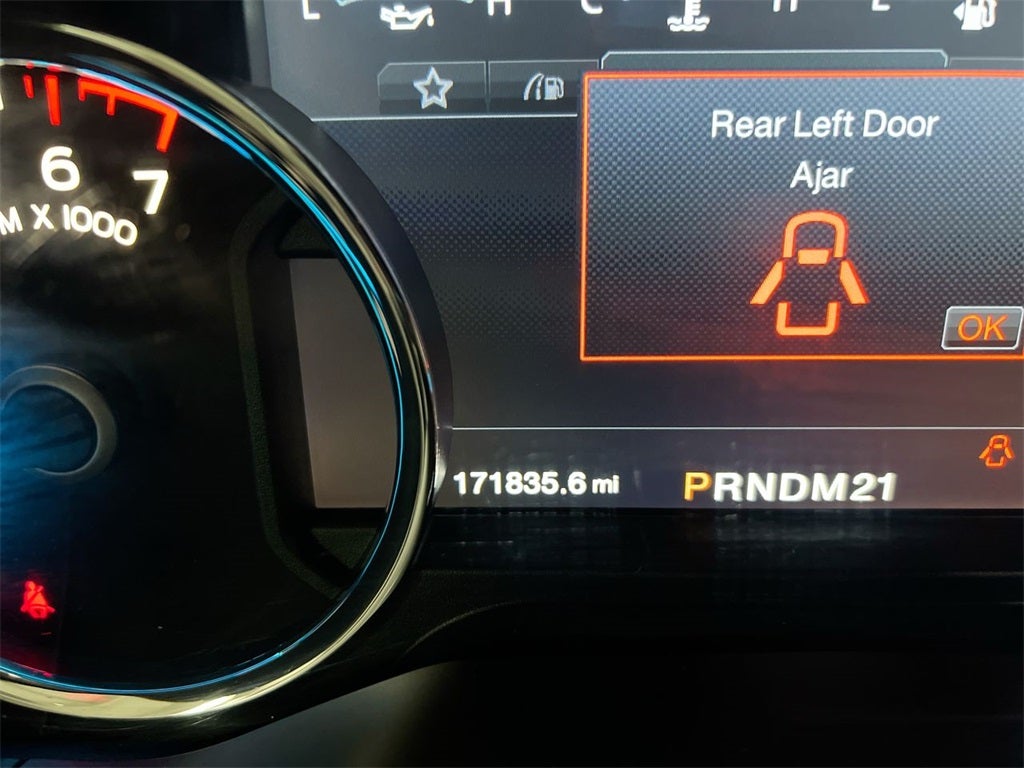 L H C H E
Rear Left Door
Ajar
6
7
M X 1000
OK
171835.6 mi
PRNDM21